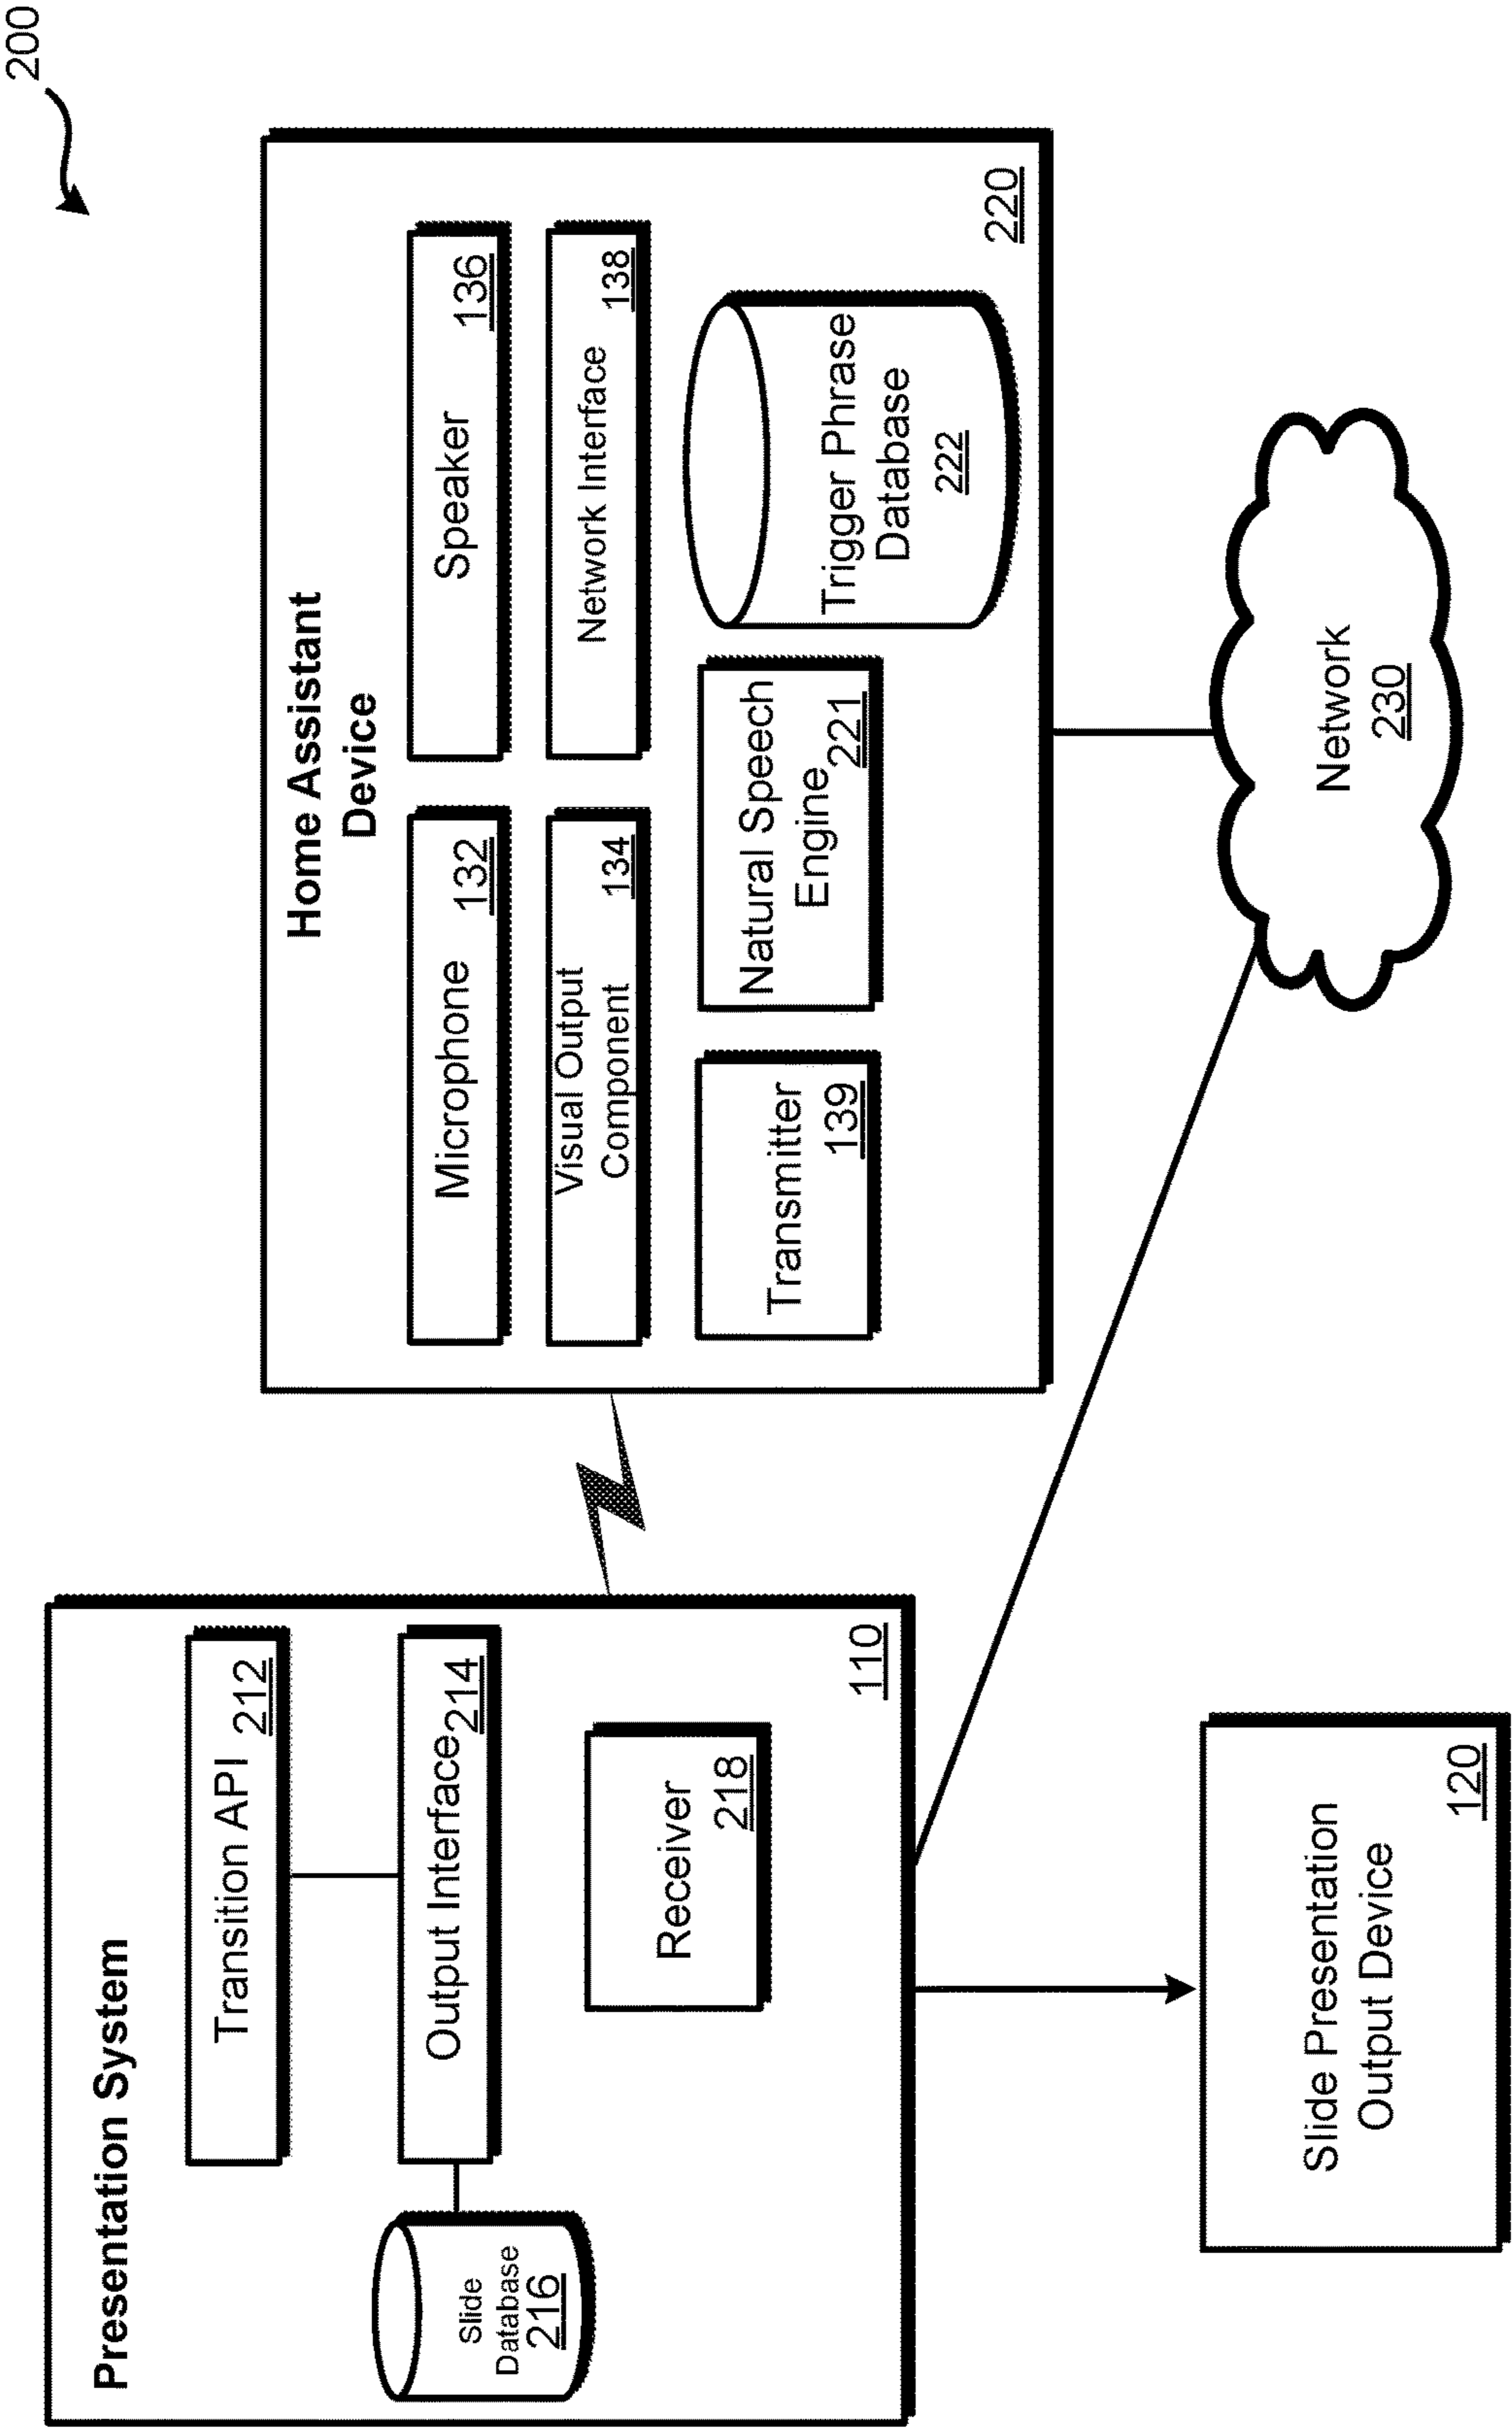 200
Presentation System
Transition API 212
Output Interface 214
Slide
Database
216
Receiver
218
110
Home Assistant
Device
Microphone 132
Speaker 136
Visual Output
Component
134
Network Interface 138
Transmitter
139
Natural Speech
Engine 221
Trigger Phrase
Database
222
220
Slide Presentation
Output Device
120
Network
230